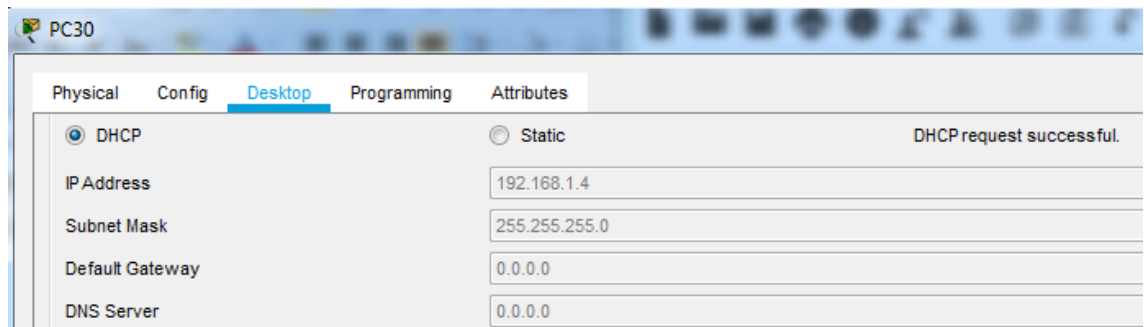 PC30
Physical Config Desktop Programming Attributes
DHCP Static DHCP request successful.
IP Address 192.168.1.4
Subnet Mask 255.255.255.0
Default Gateway 0.0.0.0
DNS Server 0.0.0.0